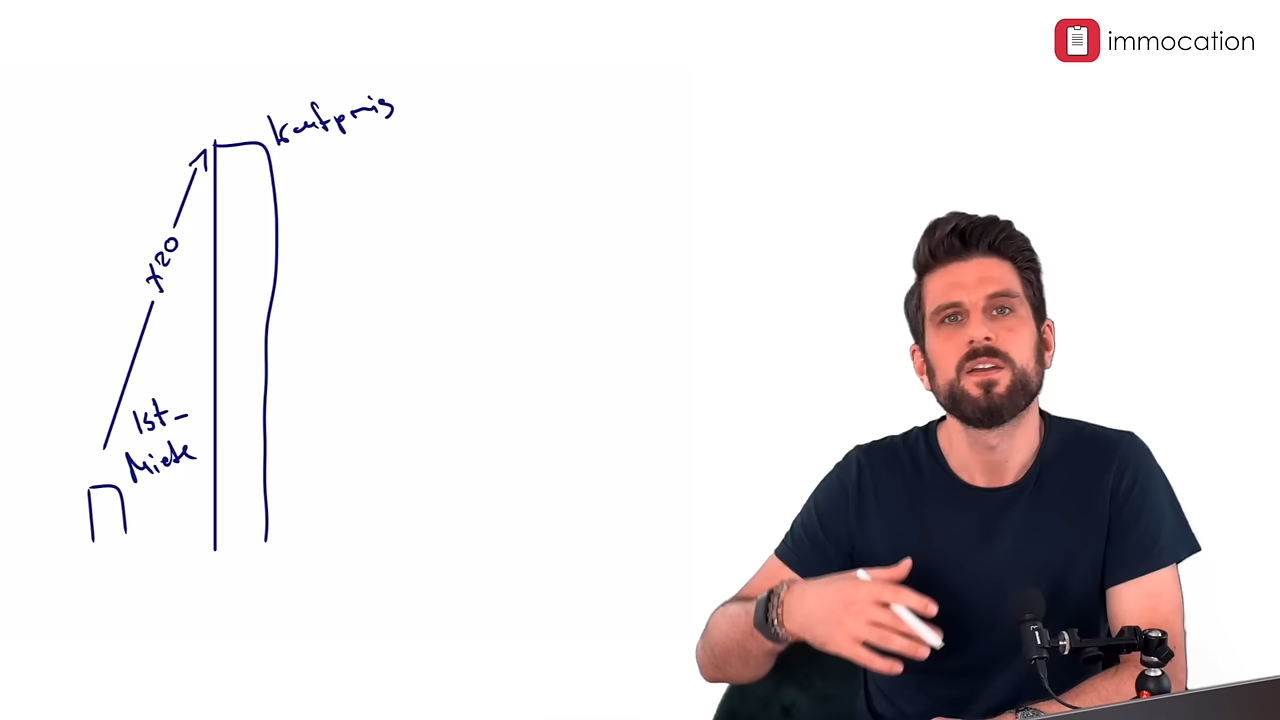 immocation
Kaufpreis
x20
Ist-
Miete